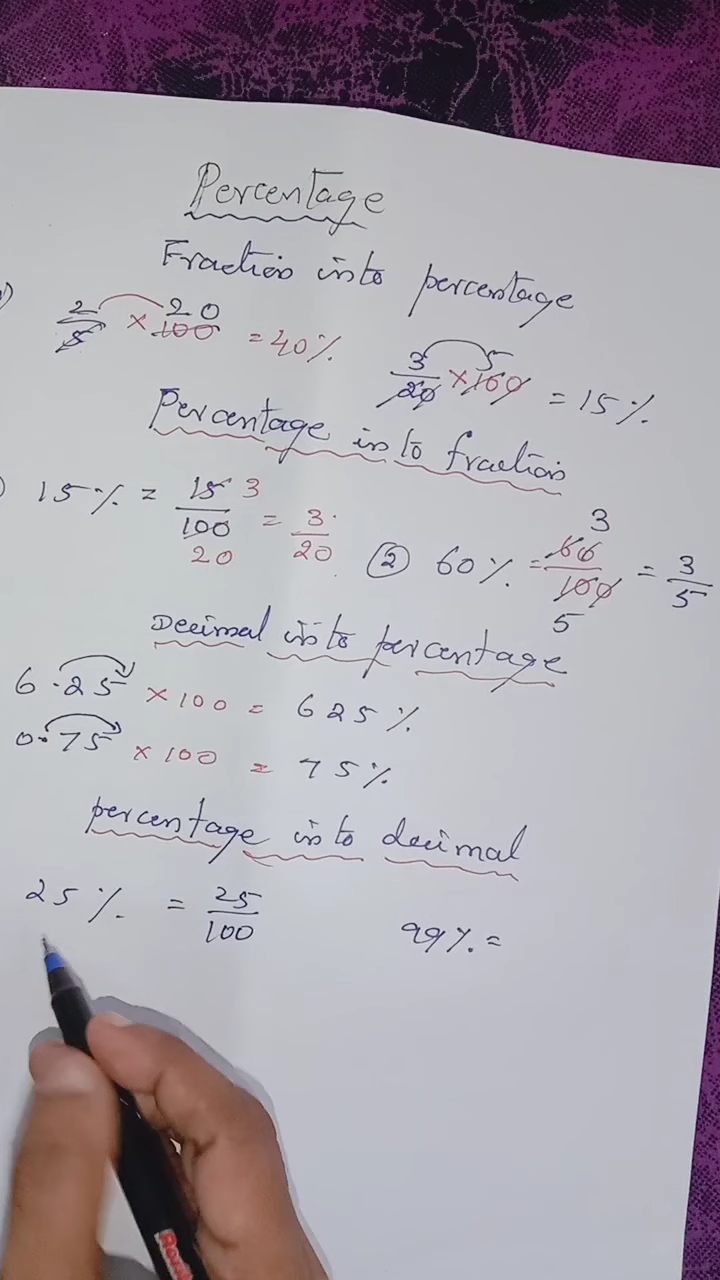 Percentage
Fraction into percentage
2/5 × 100 20 = 40%
3/20 × 100 5 = 15%
Percentage into fraction
15% = 15/100 3 20 = 3/20
② 60% = 60/100 3 5 = 3/5
Decimal into percentage
6.25 × 100 = 625%
0.75 × 100 = 75%
percentage into decimal
25% = 25/100
99% =